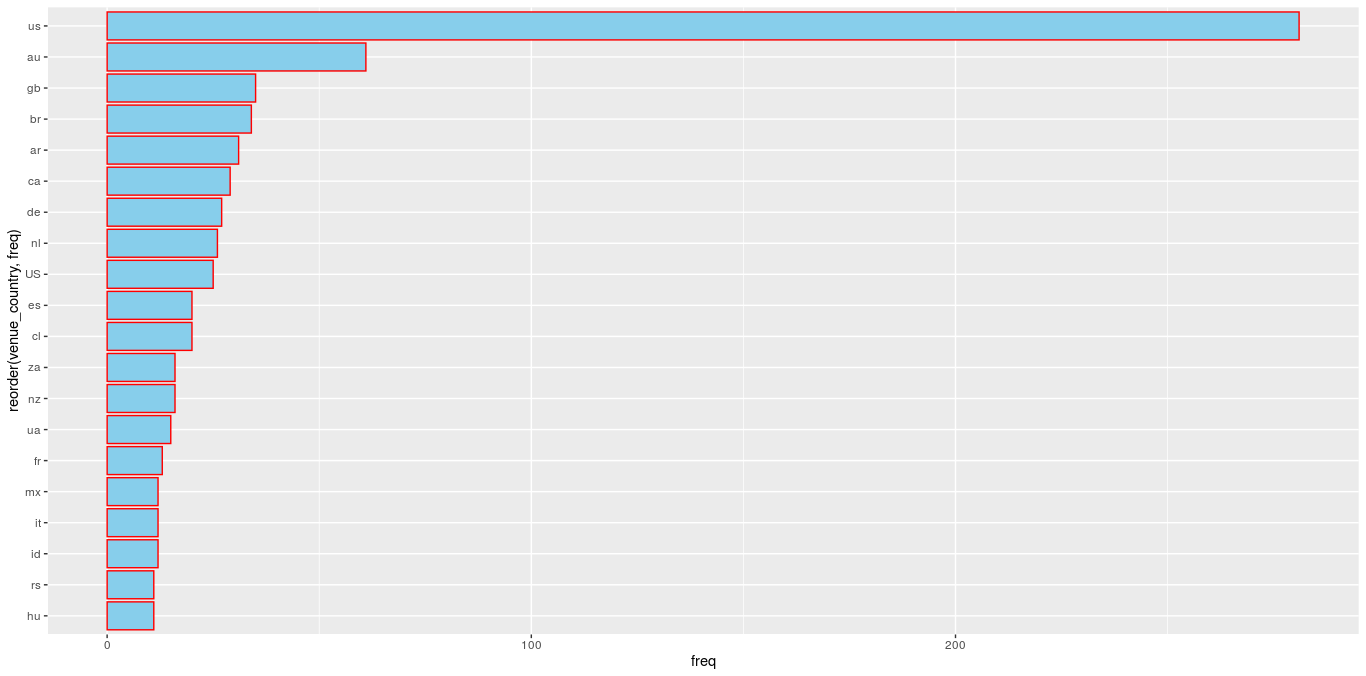 reorder(venue_country, freq)
us
au
gb
br
ar
ca
de
nl
US
es
cl
za
nz
ua
fr
mx
it
id
rs
hu
0 100 200
freq